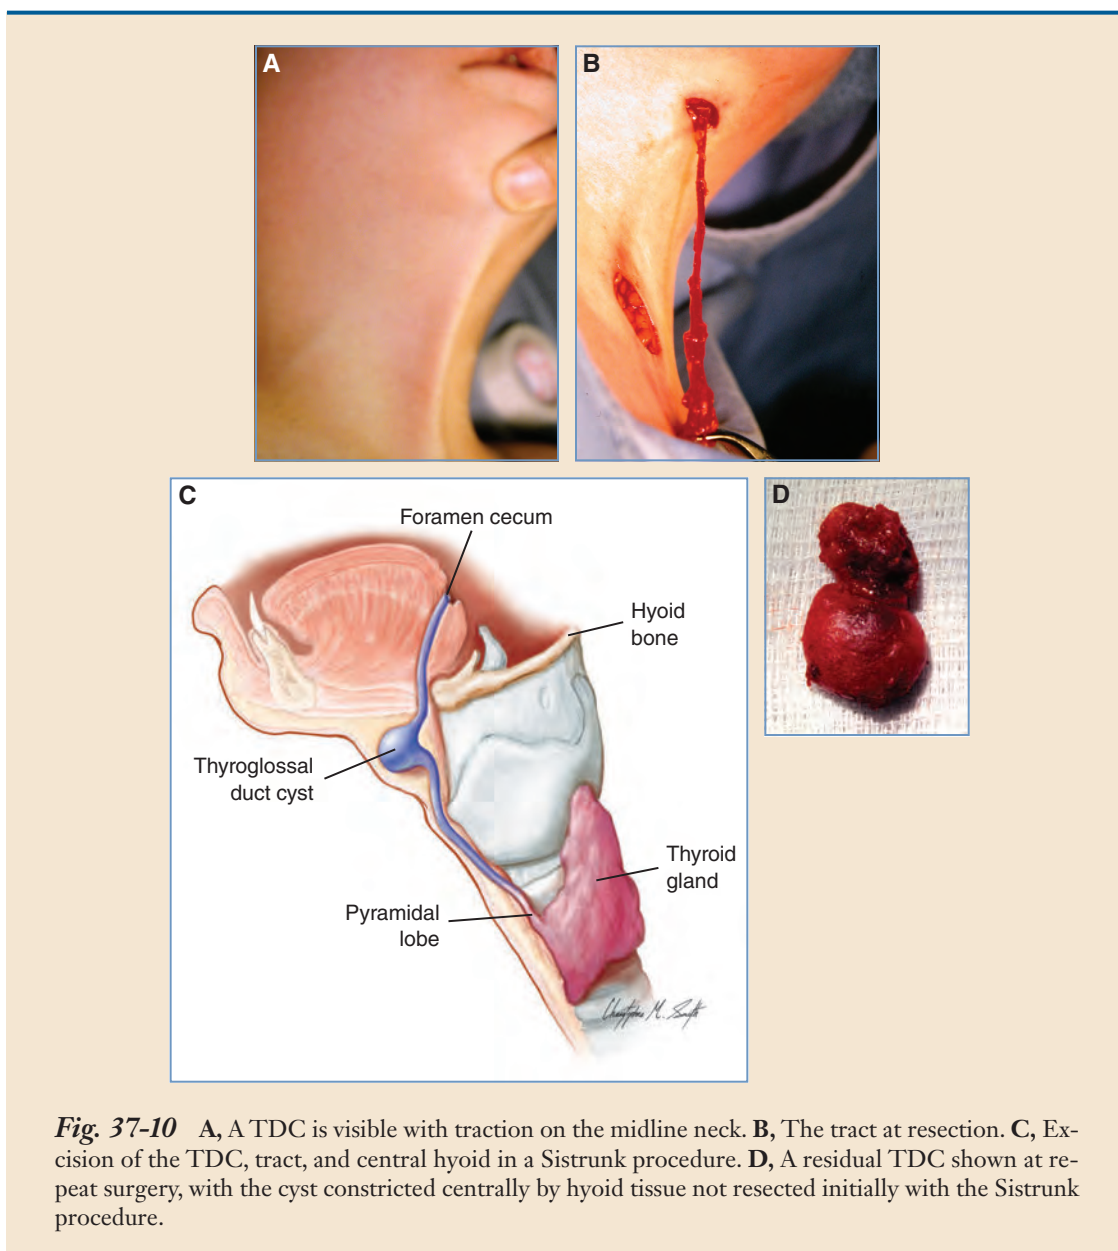 A
B
C
Foramen cecum
Hyoid
bone
Thyroglossal
duct cyst
Thyroid
gland
Pyramidal
lobe
Christopher M. Smith
D
Fig. 37-10 A, A TDC is visible with traction on the midline neck. B, The tract at resection. C, Ex-
cision of the TDC, tract, and central hyoid in a Sistrunk procedure. D, A residual TDC shown at re-
peat surgery, with the cyst constricted centrally by hyoid tissue not resected initially with the Sistrunk
procedure.